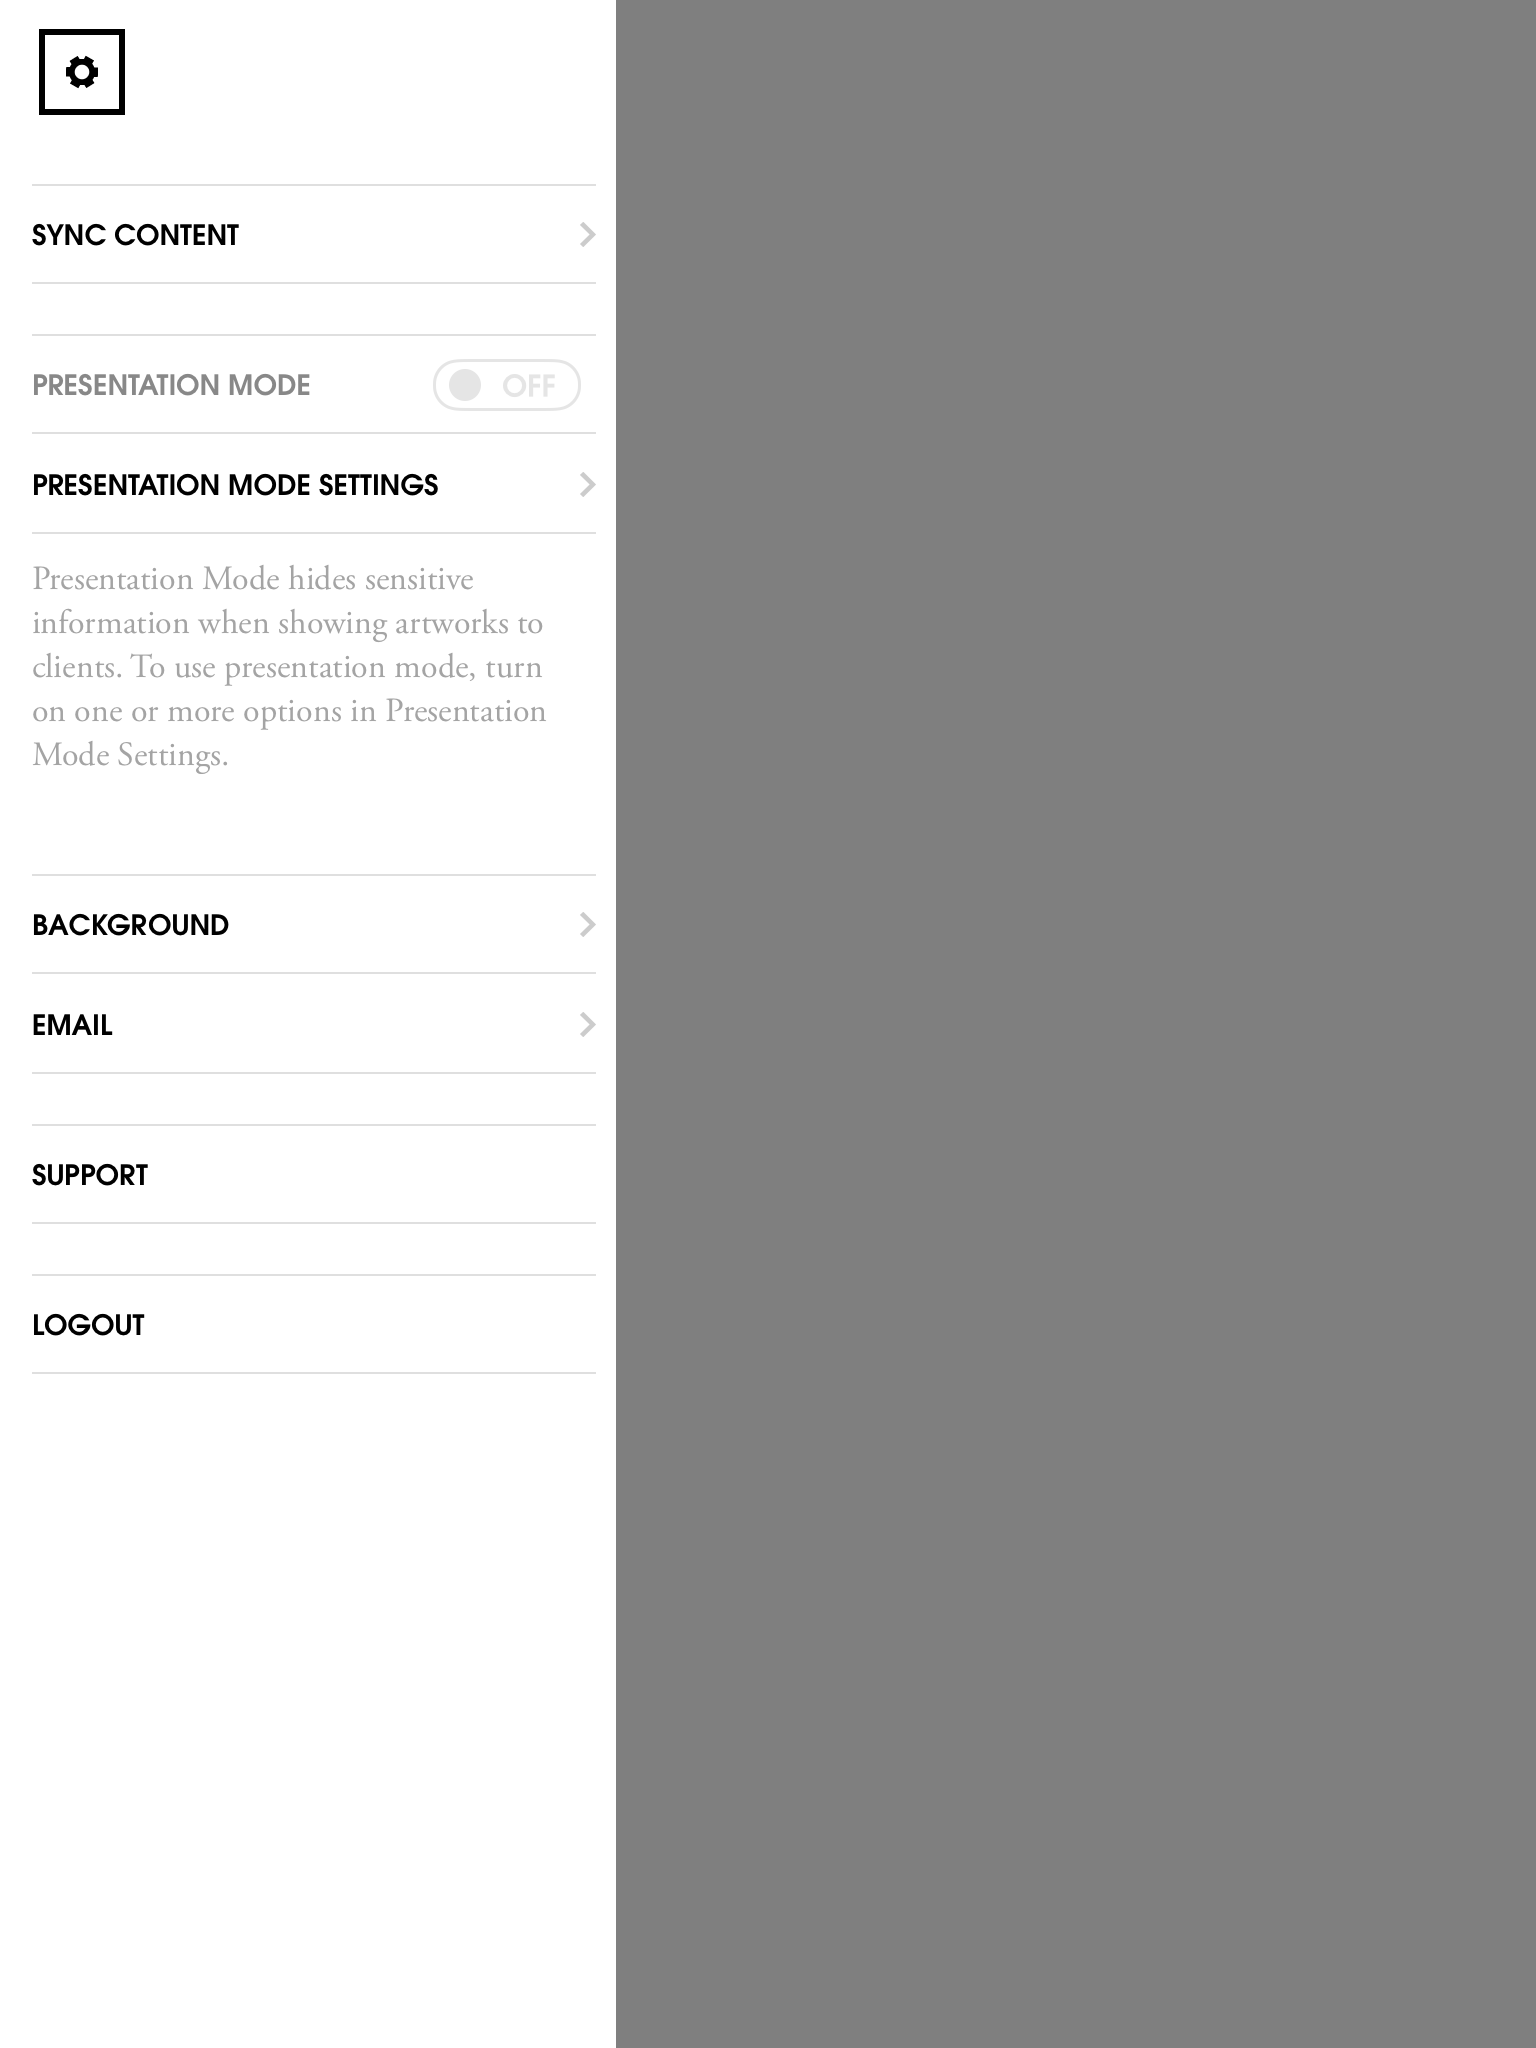 SYNC CONTENT
PRESENTATION MODE
OFF
PRESENTATION MODE SETTINGS
Presentation Mode hides sensitive
information when showing artworks to
clients. To use presentation mode, turn
on one or more options in Presentation
Mode Settings.
BACKGROUND
EMAIL
SUPPORT
LOGOUT